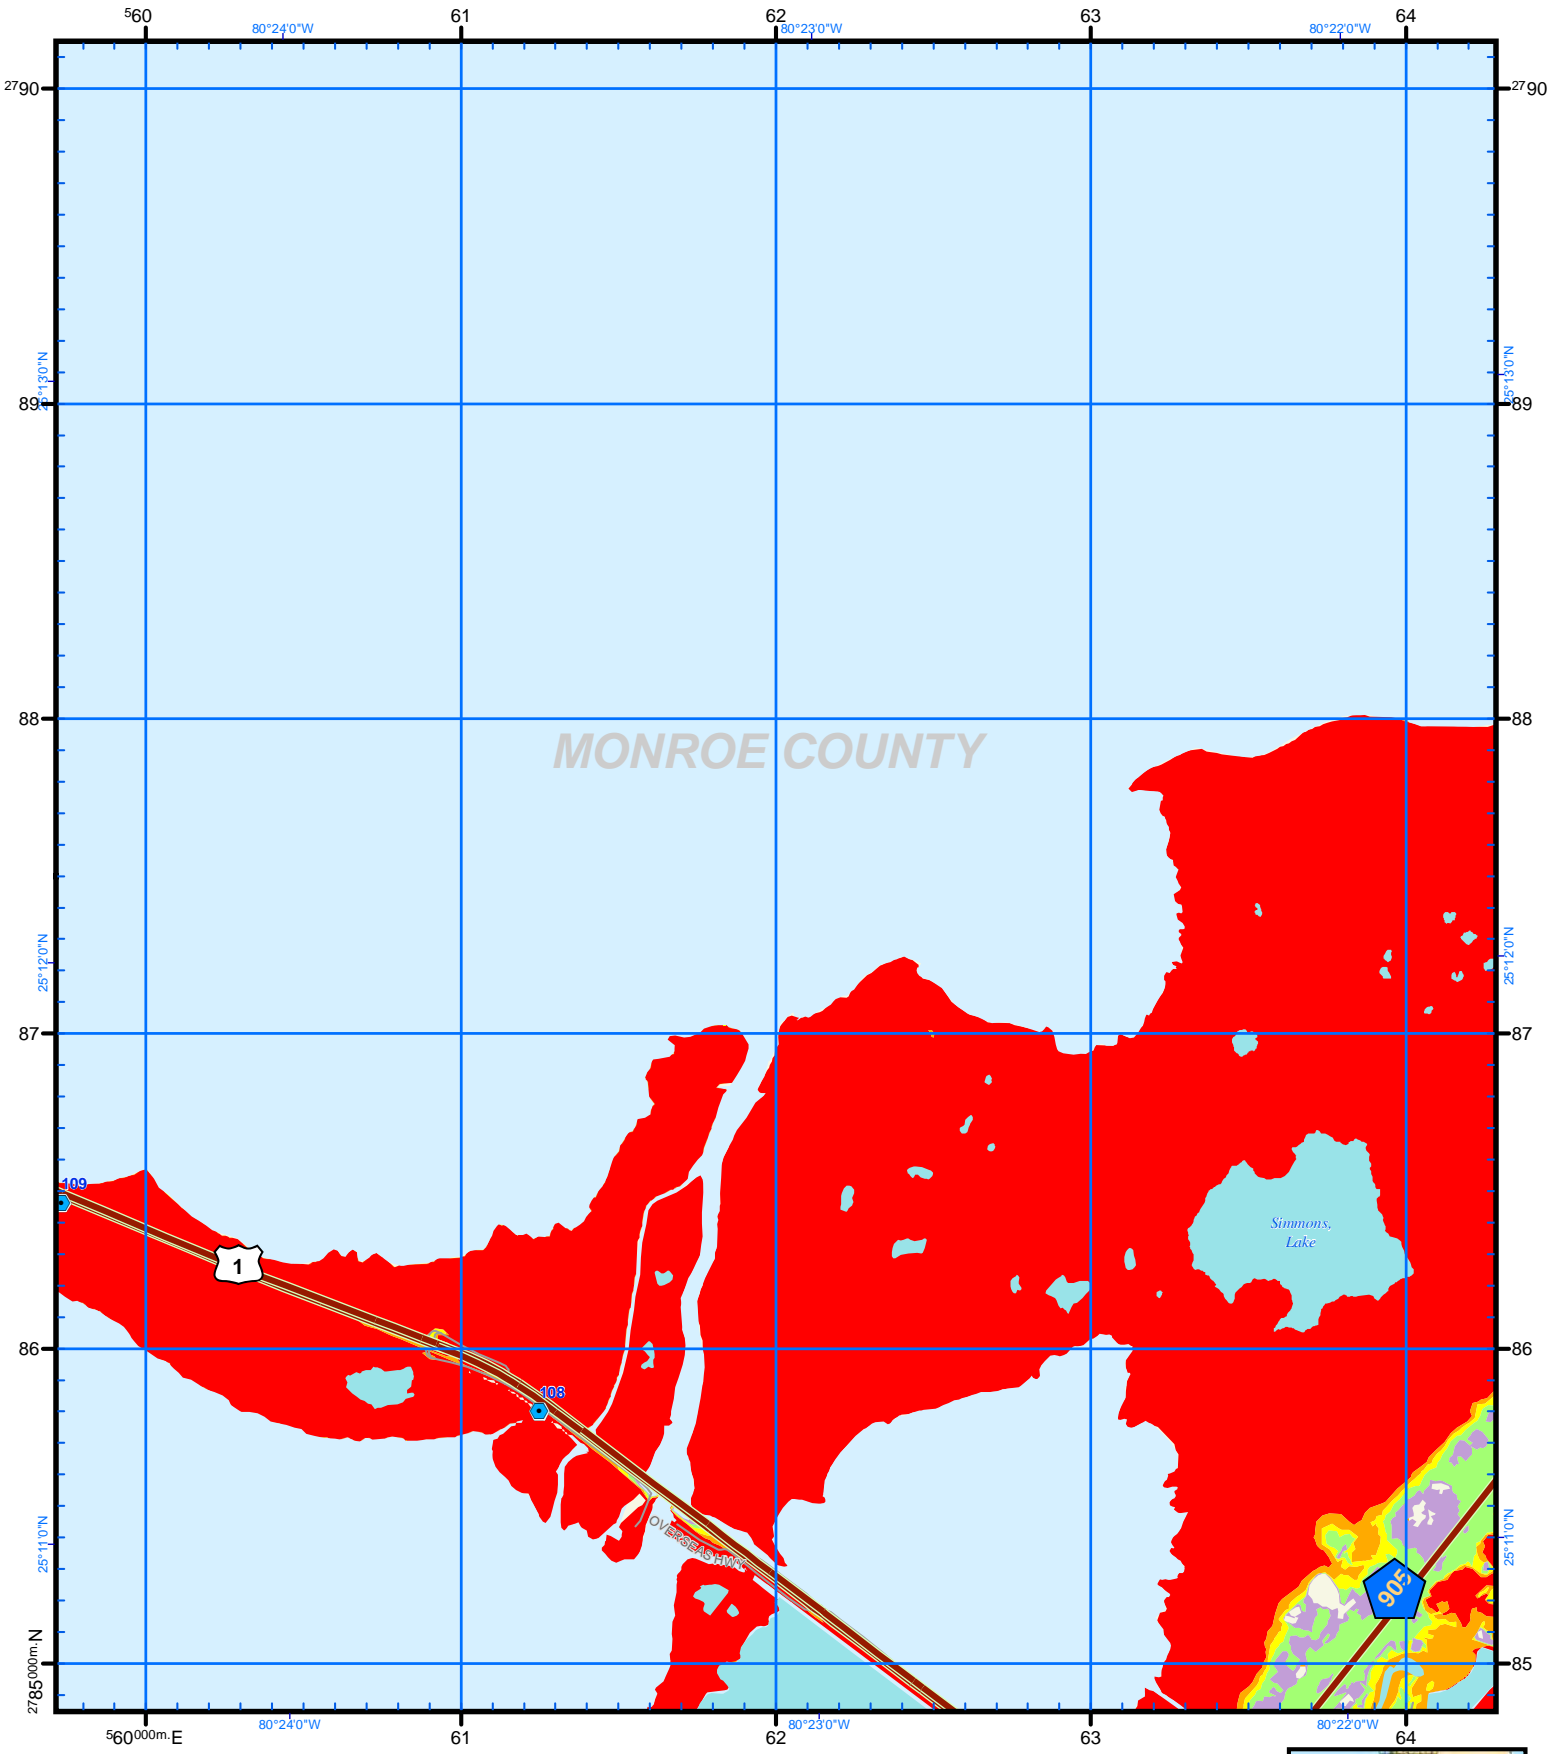 560 61 62 63 64
80°24'0"W 80°23'0"W 80°22'0"W
2790 2790
25°13'0"N 25°13'0"N
89 89
88 88
MONROE COUNTY
25°12'0"N 25°12'0"N
87 87
109
Simmons,
Lake
1
86 86
108
OVERSEAS HWY
25°11'0"N 25°11'0"N
905
2785000m.N 85
80°24'0"W 80°23'0"W 80°22'0"W
560000m.E 61 62 63 64